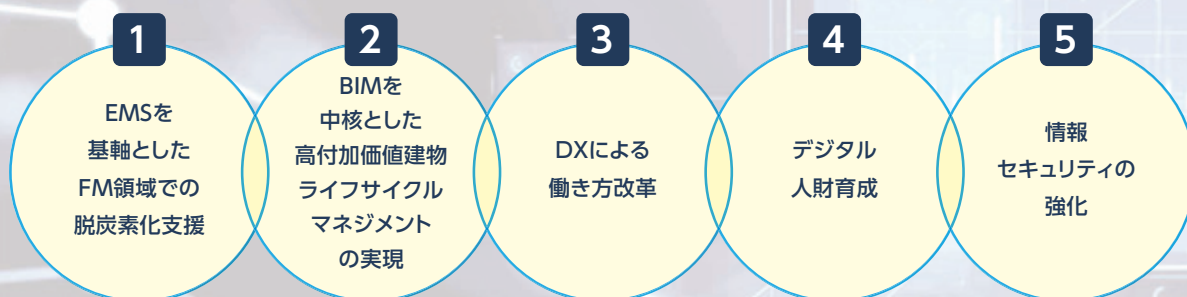 1
EMSを
基軸とした
FM領域での
脱炭素化支援
2
BIMを
中核とした
高付加価値建物
ライフサイクル
マネジメント
の実現
3
DXによる
働き方改革
4
デジタル
人財育成
5
情報
セキュリティの
強化